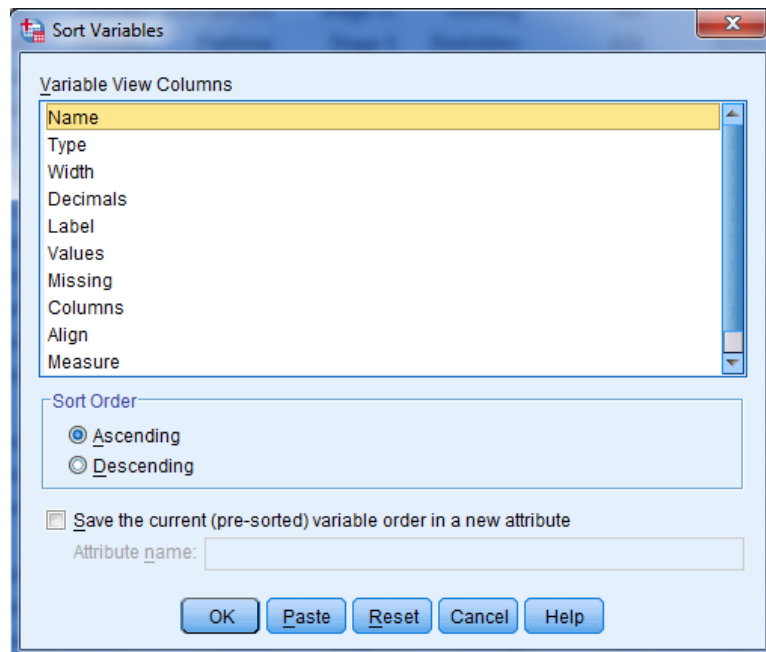 Sort Variables
Variable View Columns
Name
Type
Width
Decimals
Label
Values
Missing
Columns
Align
Measure
Sort Order
Ascending
Descending
Save the current (pre-sorted) variable order in a new attribute
Attribute name:
OK Paste Reset Cancel Help